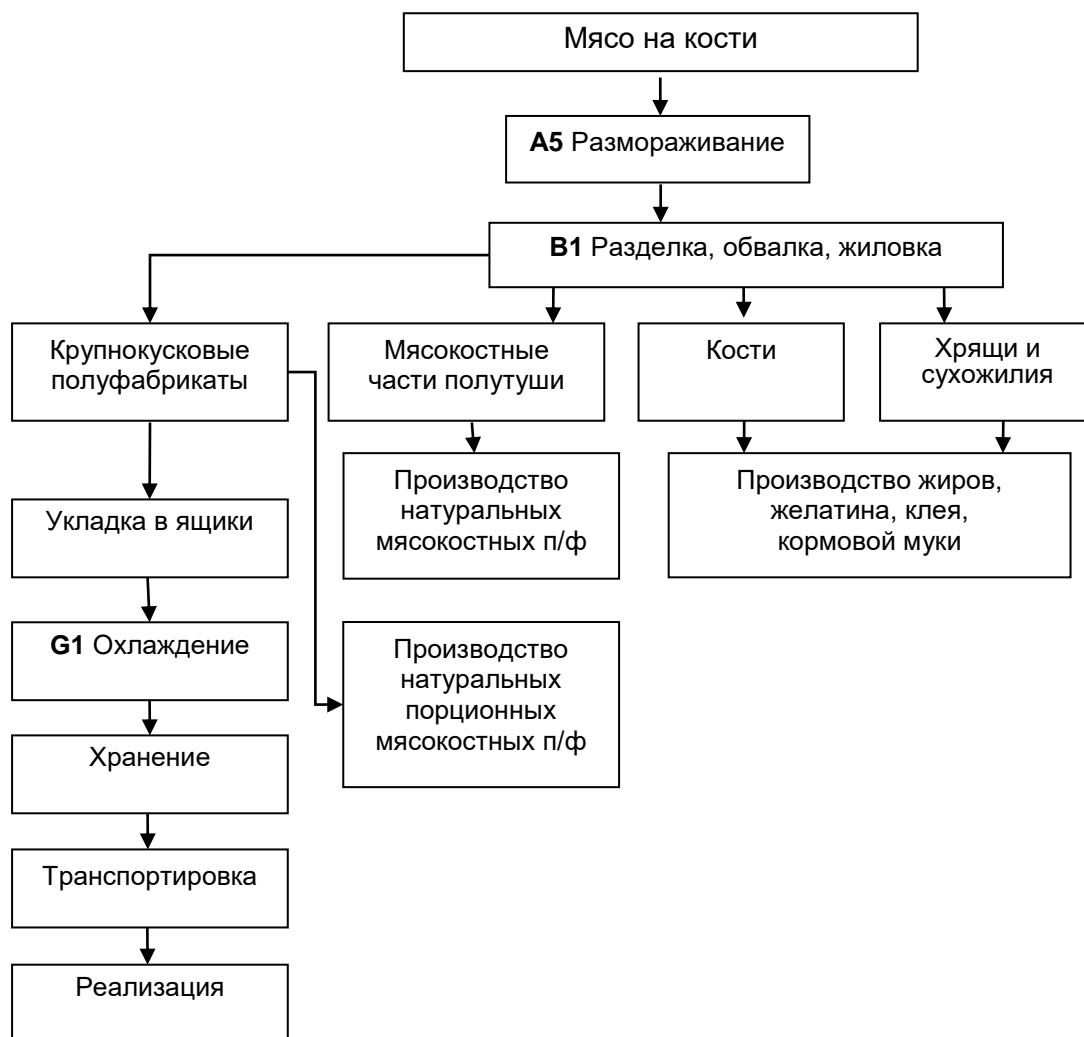 Мясо на кости
A5 Размораживание
B1 Разделка, обвалка, жиловка
Крупнокусковые
полуфабрикаты
Мясокостные
части полутуши
Кости
Хрящи и
сухожилия
Производство
натуральных
мясокостных п/ф
Производство жиров,
желатина, клея,
кормовой муки
Укладка в ящики
G1 Охлаждение
Производство
натуральных
порционных
мясокостных п/ф
Хранение
Транспортировка
Реализация